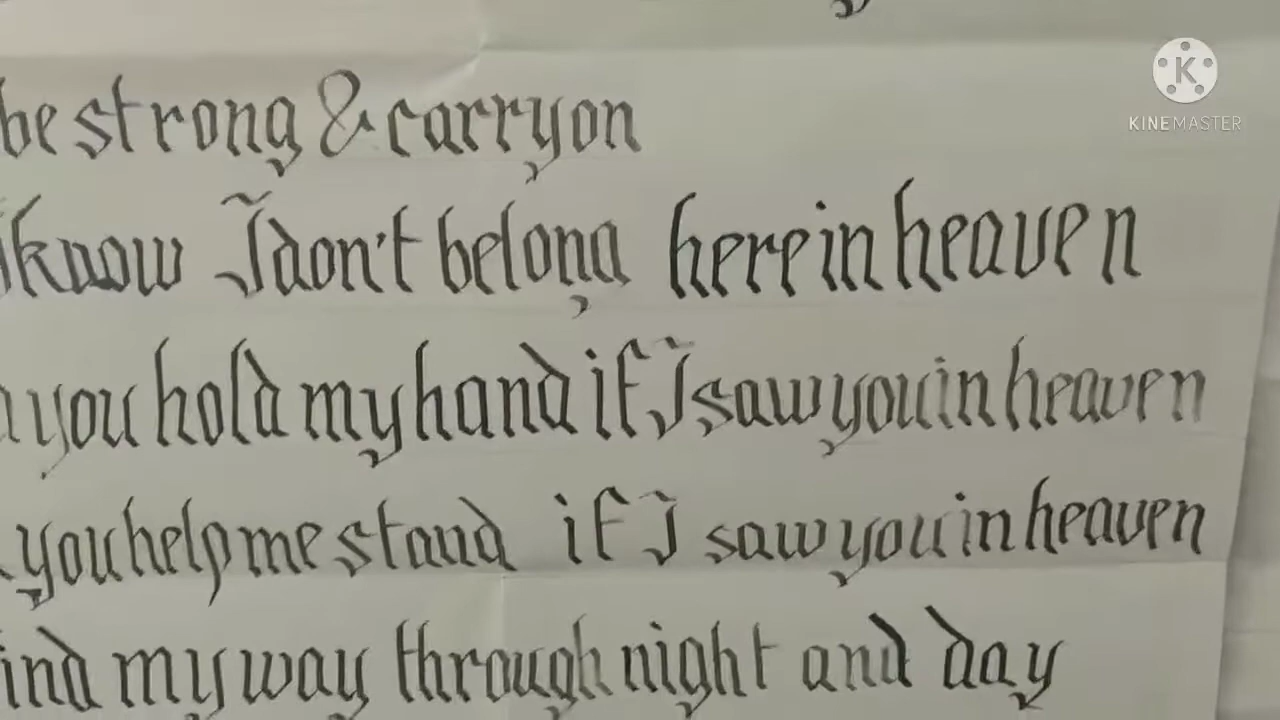 be strong & carry on
I know I don't belong here in heaven
you hold my hand if I saw you in heaven
you help me stand if I saw you in heaven
ind my way through night and day
K
KINEMASTER